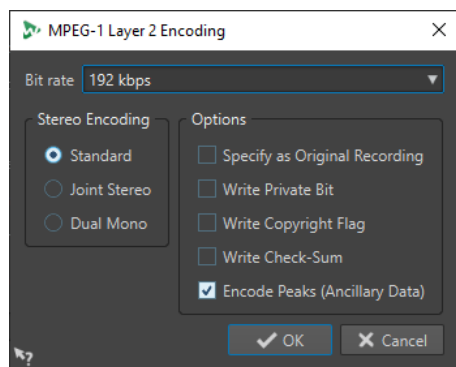 MPEG-1 Layer 2 Encoding
Bit rate 192 kbps
Stereo Encoding
Standard
Joint Stereo
Dual Mono
Options
Specify as Original Recording
Write Private Bit
Write Copyright Flag
Write Check-Sum
Encode Peaks (Ancillary Data)
OK
Cancel
?